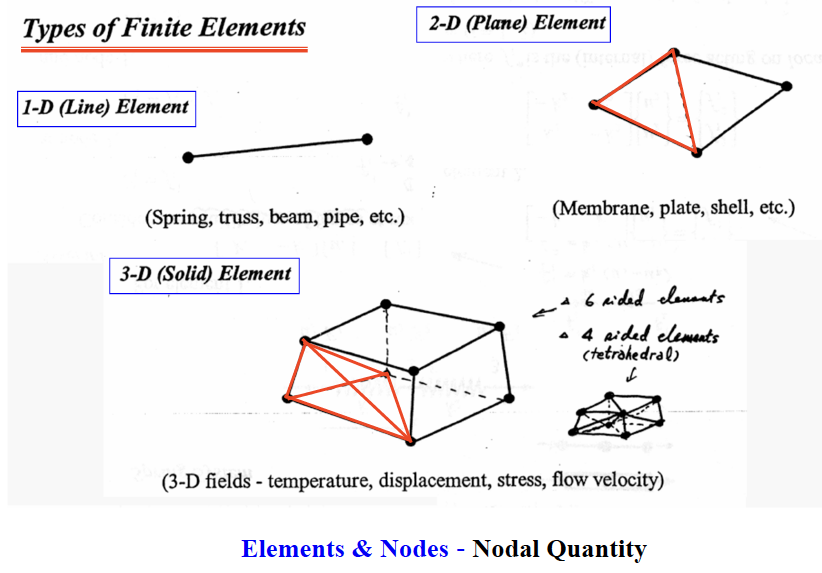 Types of Finite Elements
2-D (Plane) Element
1-D (Line) Element
(Spring, truss, beam, pipe, etc.)
(Membrane, plate, shell, etc.)
3-D (Solid) Element
6 sided elements
4 sided elements
(tetrahedral)
(3-D fields - temperature, displacement, stress, flow velocity)
Elements & Nodes - Nodal Quantity